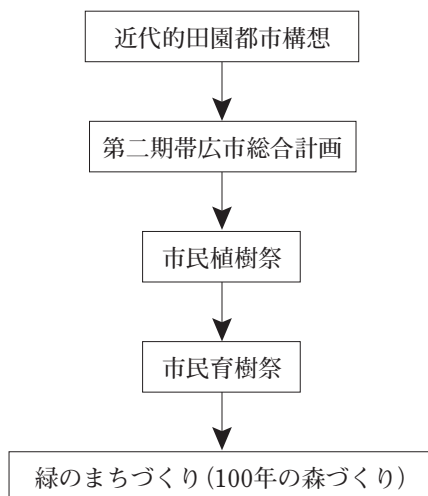 近代的田園都市構想
第二期帯広市総合計画
市民植樹祭
市民育樹祭
緑のまちづくり(100年の森づくり)